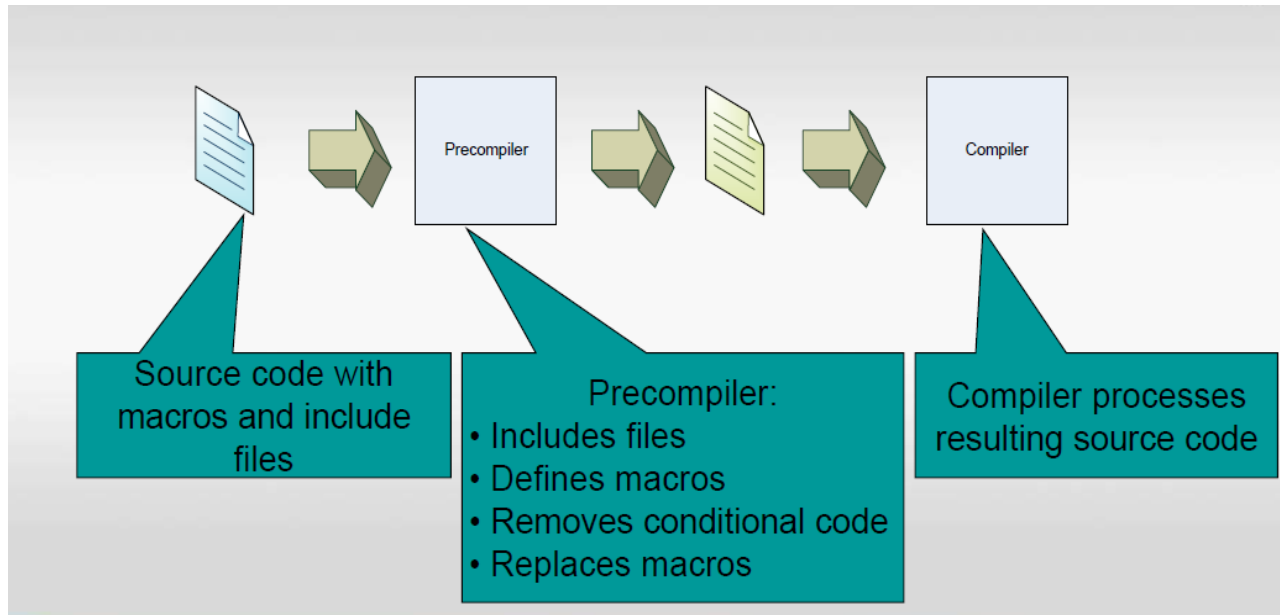 Precompiler
Compiler
Source code with
macros and include
files
Precompiler:
• Includes files
• Defines macros
• Removes conditional code
• Replaces macros
Compiler processes
resulting source code